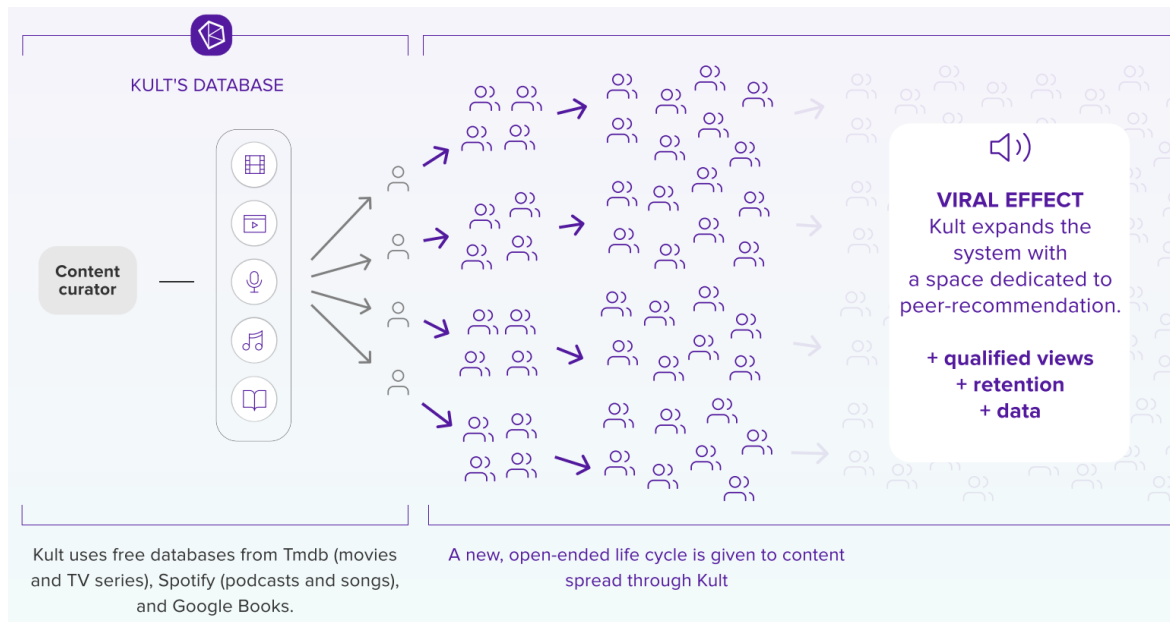 KULT'S DATABASE
Content
curator
Kult uses free databases from Tmdb (movies
and TV series), Spotify (podcasts and songs),
and Google Books.
VIRAL EFFECT
Kult expands the
system with
a space dedicated to
peer-recommendation.
+ qualified views
+ retention
+ data
A new, open-ended life cycle is given to content
spread through Kult